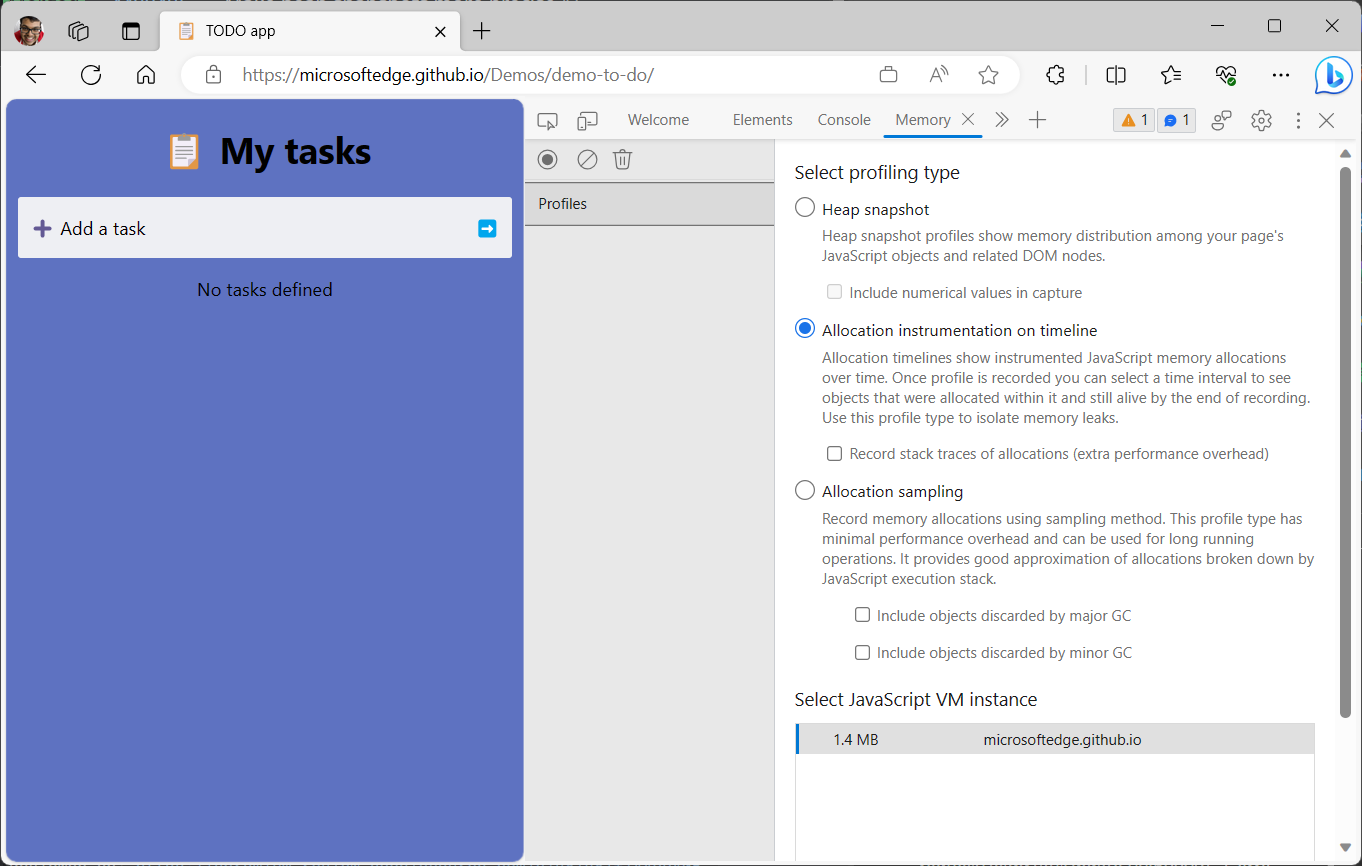 TODO app
https://microsoftedge.github.io/Demos/demo-to-do/
My tasks
Add a task
No tasks defined
Welcome
Elements
Console
Memory
1
1
Profiles
Select profiling type
Heap snapshot
Heap snapshot profiles show memory distribution among your page's
JavaScript objects and related DOM nodes.
Include numerical values in capture
Allocation instrumentation on timeline
Allocation timelines show instrumented JavaScript memory allocations
over time. Once profile is recorded you can select a time interval to see
objects that were allocated within it and still alive by the end of recording.
Use this profile type to isolate memory leaks.
Record stack traces of allocations (extra performance overhead)
Allocation sampling
Record memory allocations using sampling method. This profile type has
minimal performance overhead and can be used for long running
operations. It provides good approximation of allocations broken down by
JavaScript execution stack.
Include objects discarded by major GC
Include objects discarded by minor GC
Select JavaScript VM instance
1.4 MB microsoftedge.github.io